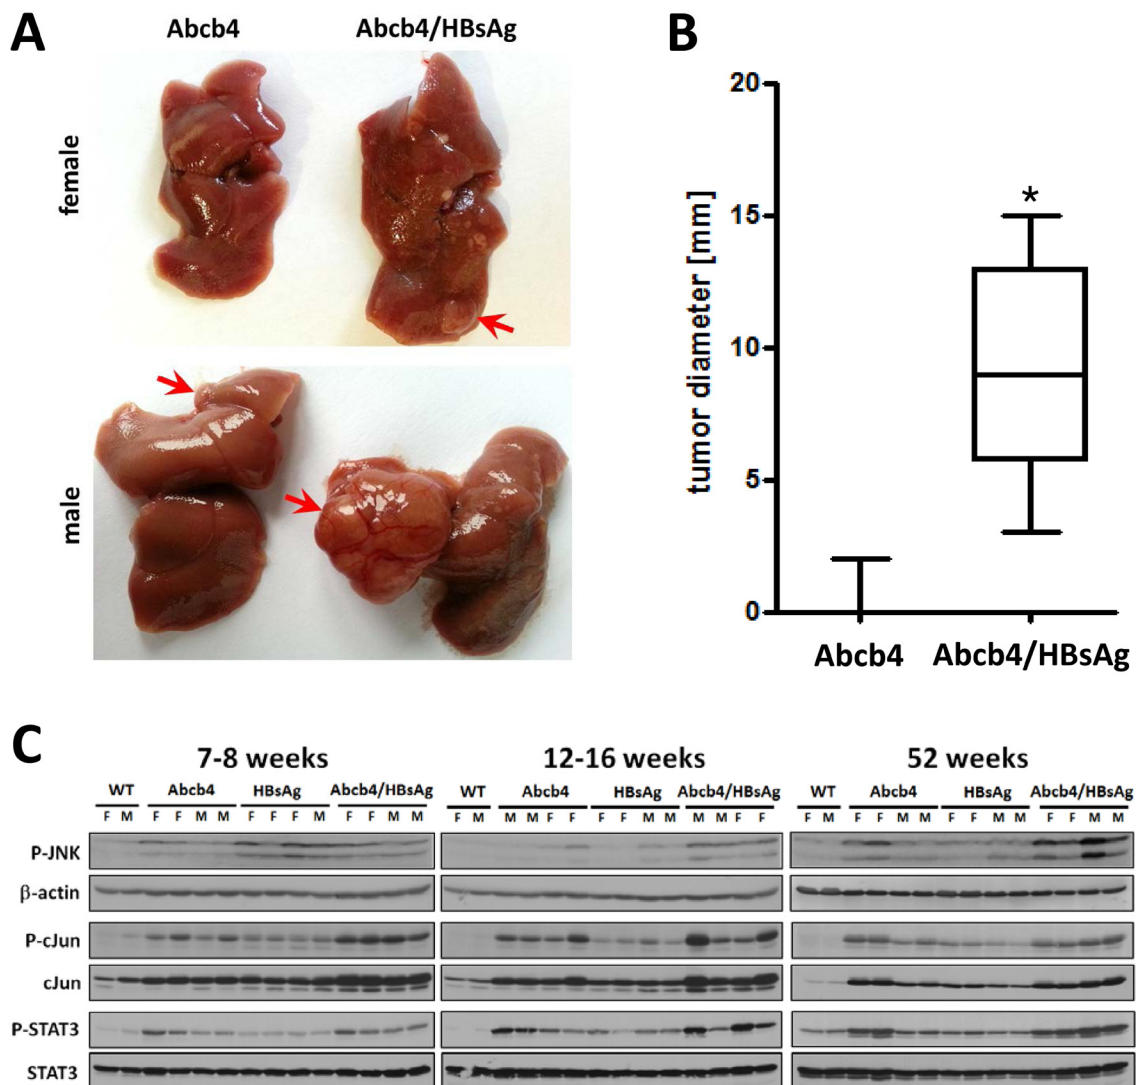 A
Abcb4 Abcb4/HBsAg
female
male
B
20
15
10
5
0
tumor diameter [mm]
*
Abcb4 Abcb4/HBsAg
C
7-8 weeks 12-16 weeks 52 weeks
WT Abcb4 HBsAg Abcb4/HBsAg WT Abcb4 HBsAg Abcb4/HBsAg WT Abcb4 HBsAg Abcb4/HBsAg
F M F F M M F F M M F F M M F M M M F F F F M M M M F F F M F F M M F F M M F F M M
P-JNK
β-actin
P-cJun
cJun
P-STAT3
STAT3